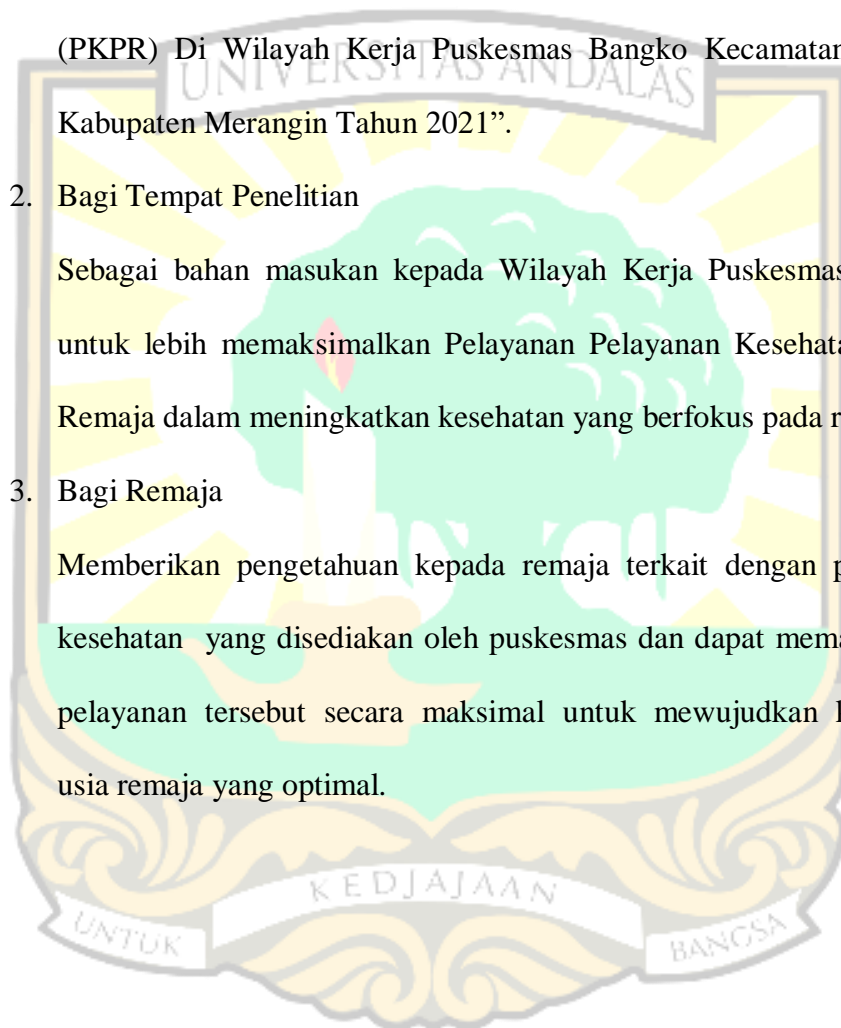 (PKPR) Di Wilayah Kerja Puskesmas Bangko Kecamatan
UNIVERSITAS ANDALAS
Kabupaten Merangin Tahun 2021”.
2. Bagi Tempat Penelitian
Sebagai bahan masukan kepada Wilayah Kerja Puskesmas
untuk lebih memaksimalkan Pelayanan Pelayanan
Remaja dalam meningkatkan kesehatan yang berfokus pada
3. Bagi Remaja
Memberikan pengetahuan kepada remaja terkait dengan
kesehatan yang disediakan oleh puskesmas dan dapat
pelayanan tersebut secara maksimal untuk mewujudkan
usia remaja yang optimal.
KEDJAJAAN
UNTUK BANGSA